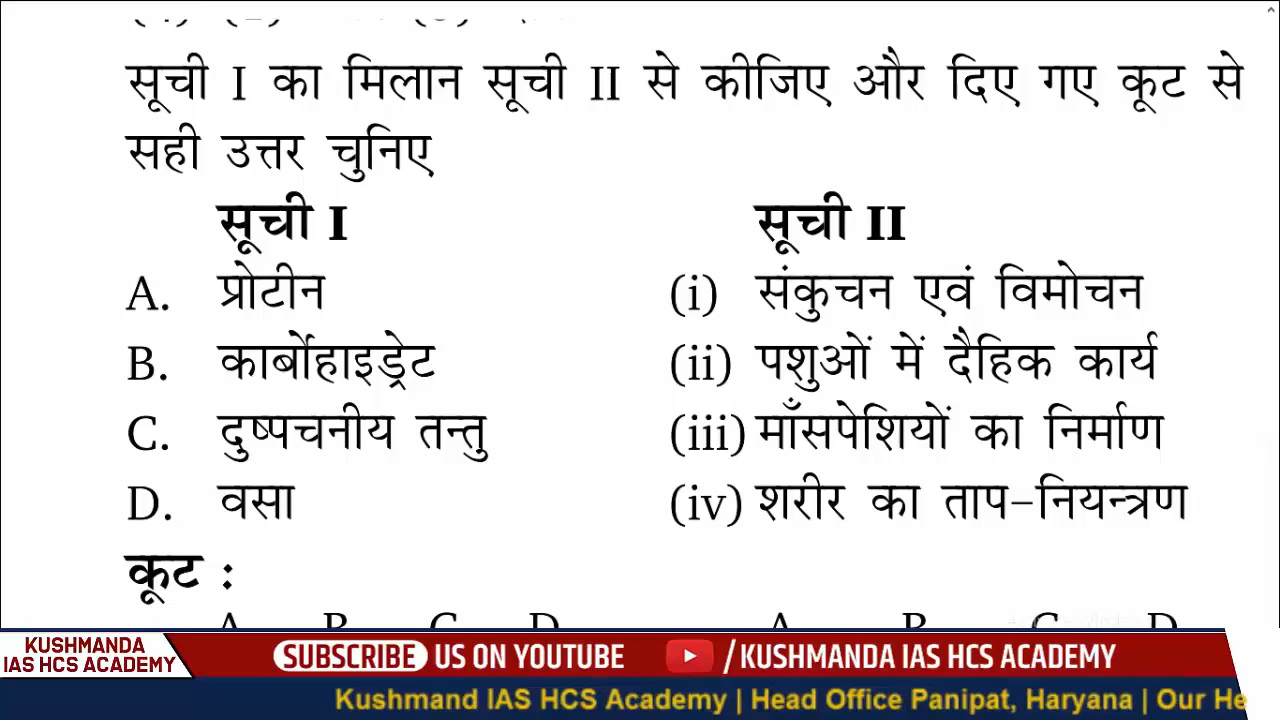 सूची I का मिलान सूची II से कीजिए और दिए गए कूट से
सही उत्तर चुनिए
सूची I सूची II
A. प्रोटीन (i) संकुचन एवं विमोचन
B. कार्बोहाइड्रेट (ii) पशुओं में दैहिक कार्य
C. दुष्पचनीय तन्तु (iii) माँसपेशियों का निर्माण
D. वसा (iv) शरीर का ताप-नियन्त्रण
कूट :
A B C D A B C D
KUSHMANDA
IAS HCS ACADEMY
SUBSCRIBE US ON YOUTUBE /KUSHMANDA IAS HCS ACADEMY
Kushmand IAS HCS Academy | Head Office Panipat, Haryana | Our He